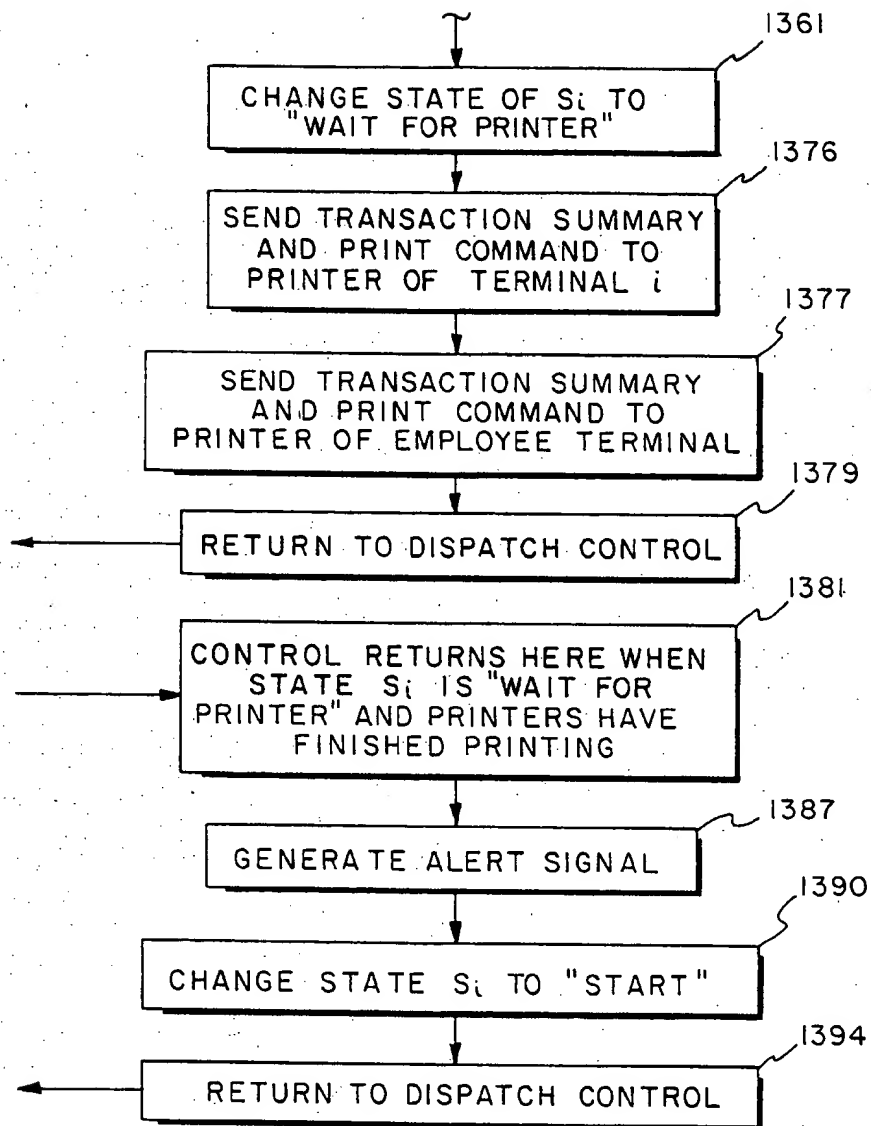 1361
CHANGE STATE OF Si TO
"WAIT FOR PRINTER"
1376
SEND TRANSACTION SUMMARY
AND PRINT COMMAND TO
PRINTER OF TERMINAL i
1377
SEND TRANSACTION SUMMARY
AND PRINT COMMAND TO
PRINTER OF EMPLOYEE TERMINAL
1379
RETURN TO DISPATCH CONTROL
1381
CONTROL RETURNS HERE WHEN
STATE Si IS "WAIT FOR
PRINTER" AND PRINTERS HAVE
FINISHED PRINTING
1387
GENERATE ALERT SIGNAL
1390
CHANGE STATE Si TO "START"
1394
RETURN TO DISPATCH CONTROL